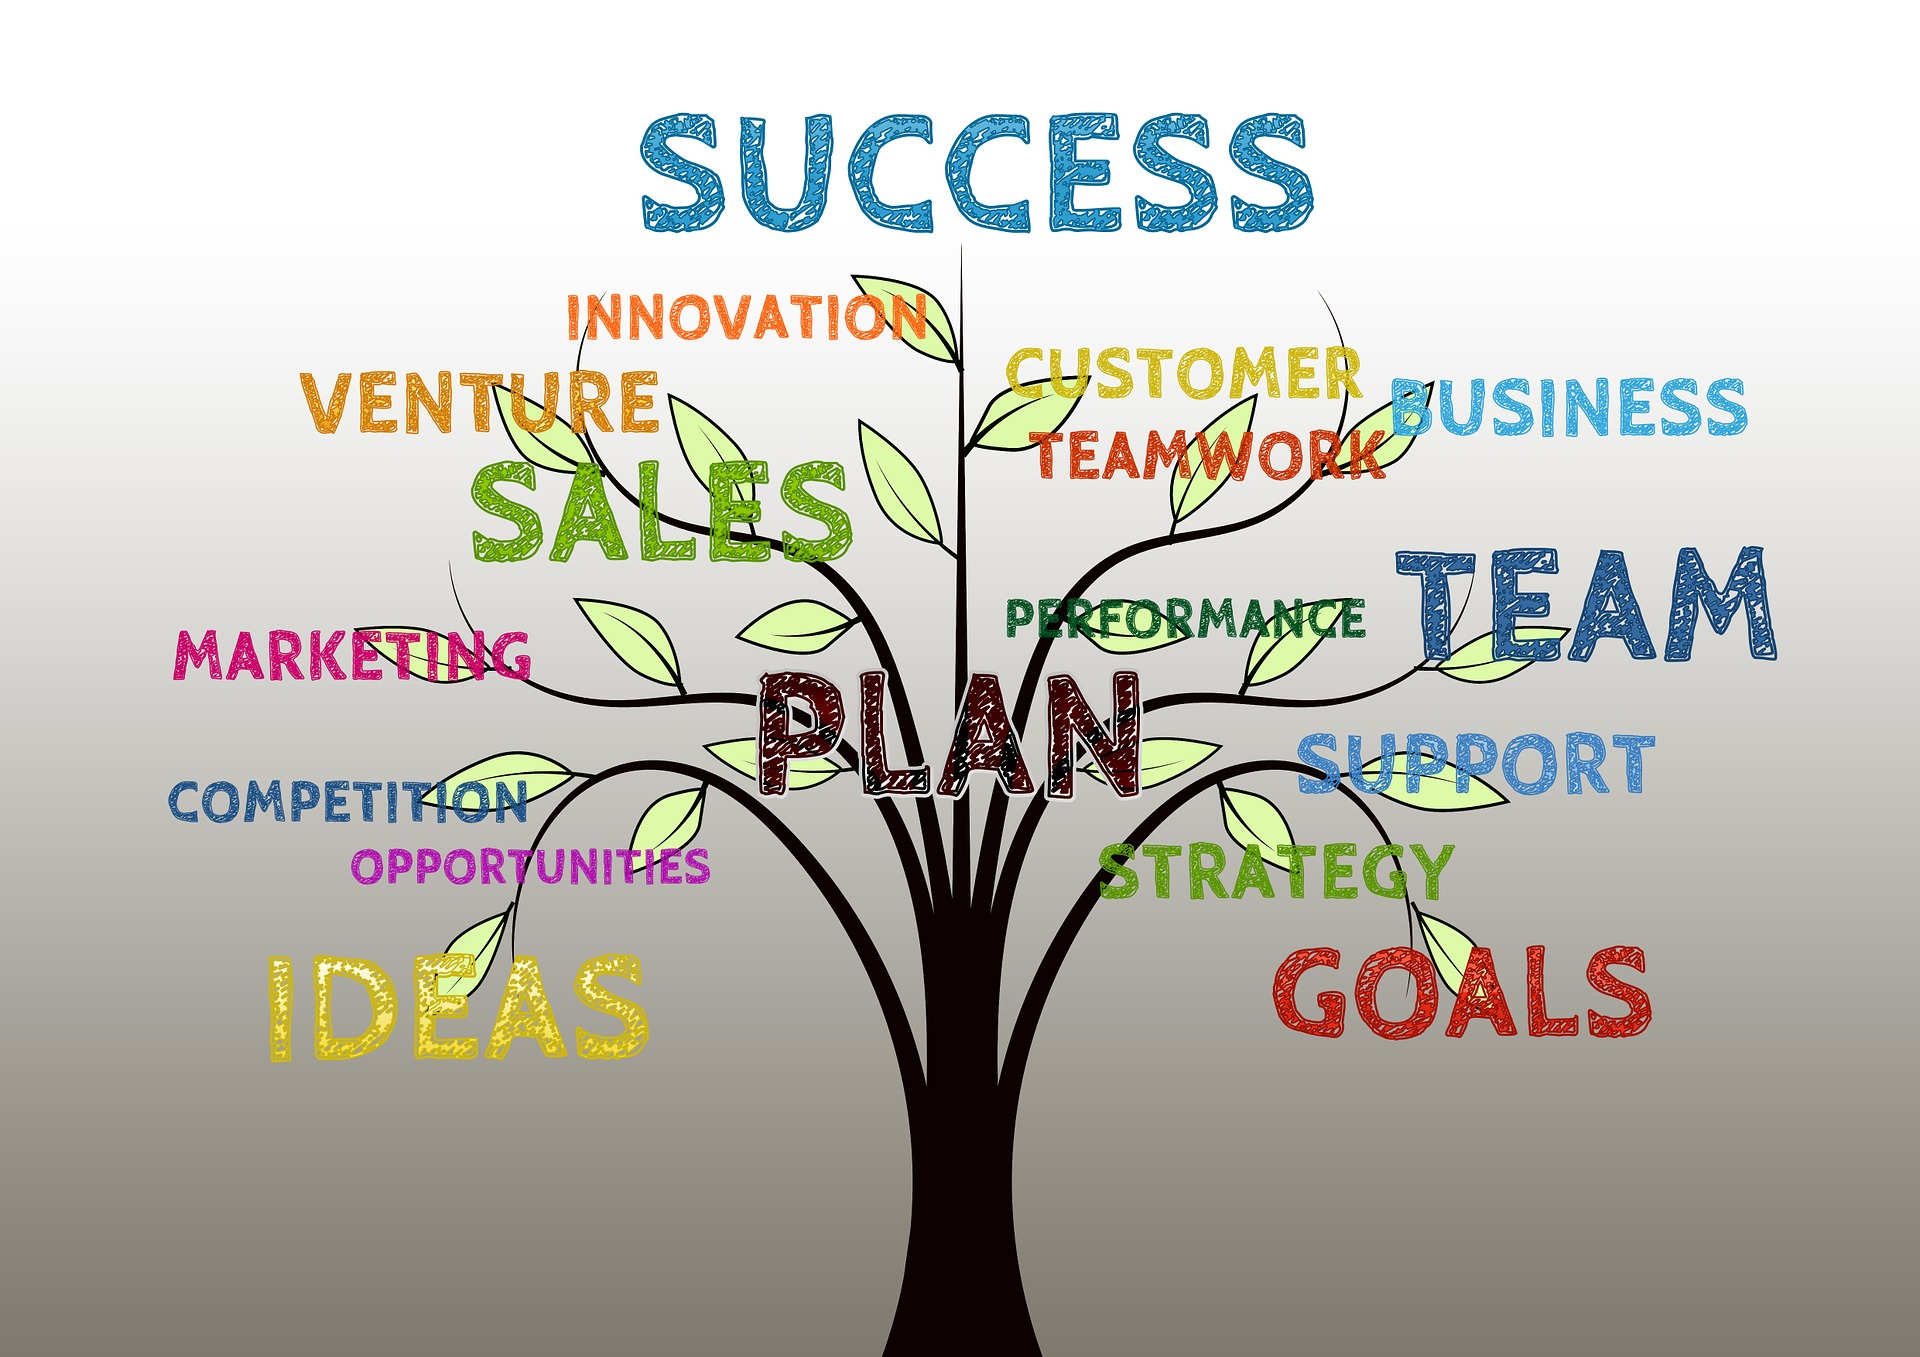 SUCCESS
INNOVATION
CUSTOMER
VENTURE
BUSINESS
TEAMWORK
SALES
TEAM
PERFORMANCE
MARKETING
PLAN
SUPPORT
COMPETITION
OPPORTUNITIES
STRATEGY
IDEAS
GOALS